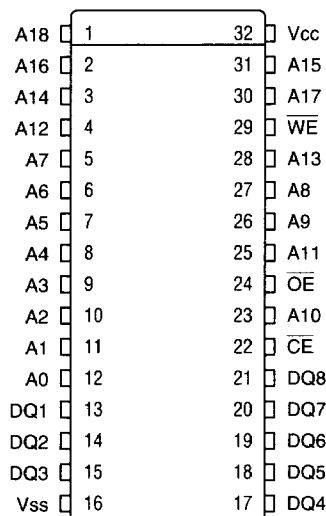 A18 1 32 Vcc
A16 2 31 A15
A14 3 30 A17
A12 4 29 W̅E̅
A7 5 28 A13
A6 6 27 A8
A5 7 26 A9
A4 8 25 A11
A3 9 24 O̅E̅
A2 10 23 A10
A1 11 22 C̅E̅
A0 12 21 DQ8
DQ1 13 20 DQ7
DQ2 14 19 DQ6
DQ3 15 18 DQ5
Vss 16 17 DQ4